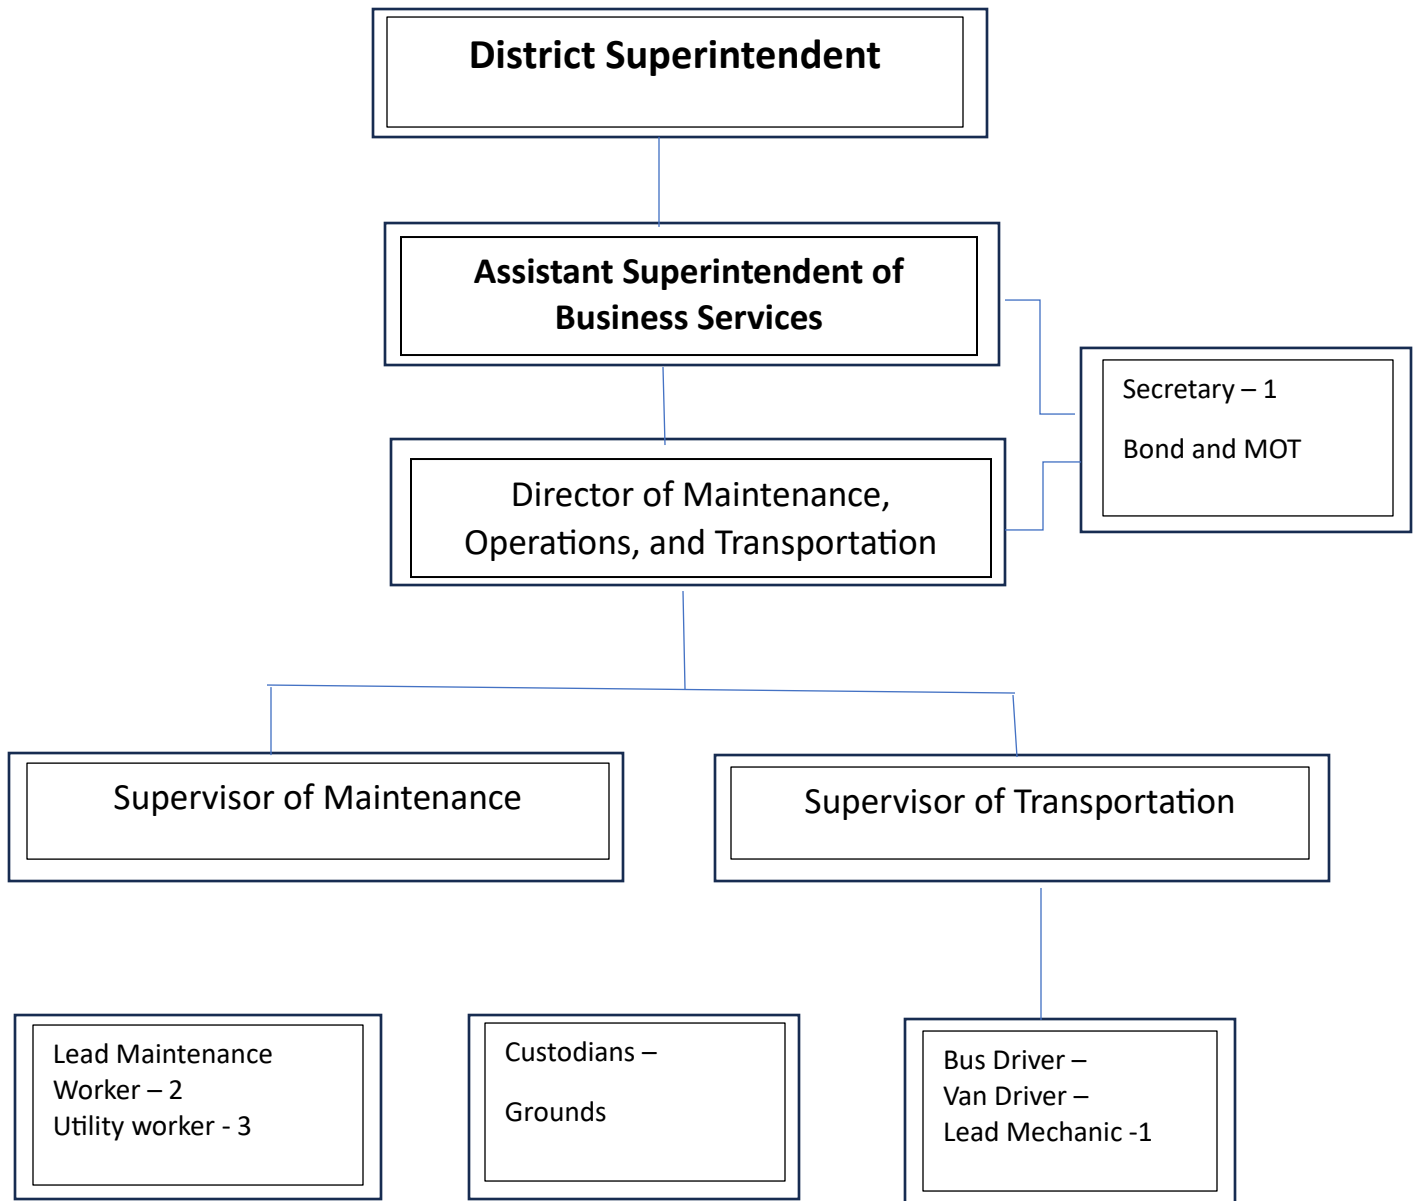 District Superintendent
Assistant Superintendent of
Business Services
Secretary – 1
Bond and MOT
Director of Maintenance,
Operations, and Transportation
Supervisor of Maintenance
Supervisor of Transportation
Lead Maintenance
Worker – 2
Utility worker - 3
Custodians –
Grounds
Bus Driver –
Van Driver –
Lead Mechanic -1